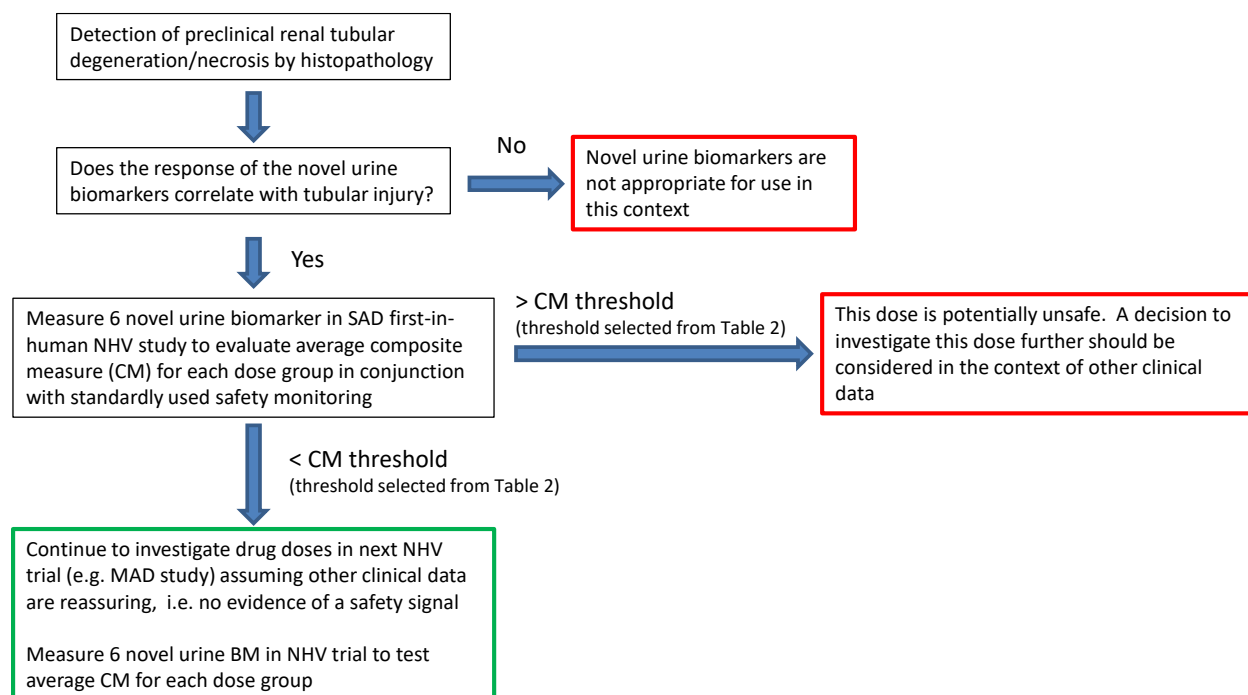 Detection of preclinical renal tubular
degeneration/necrosis by histopathology
Does the response of the novel urine
biomarkers correlate with tubular injury?
No
Novel urine biomarkers are
not appropriate for use in
this context
Yes
Measure 6 novel urine biomarker in SAD first-in-
human NHV study to evaluate average composite
measure (CM) for each dose group in conjunction
with standardly used safety monitoring
> CM threshold
(threshold selected from Table 2)
This dose is potentially unsafe.  A decision to
investigate this dose further should be
considered in the context of other clinical
data
< CM threshold
(threshold selected from Table 2)
Continue to investigate drug doses in next NHV
trial (e.g. MAD study) assuming other clinical data
are reassuring,  i.e. no evidence of a safety signal
Measure 6 novel urine BM in NHV trial to test
average CM for each dose group